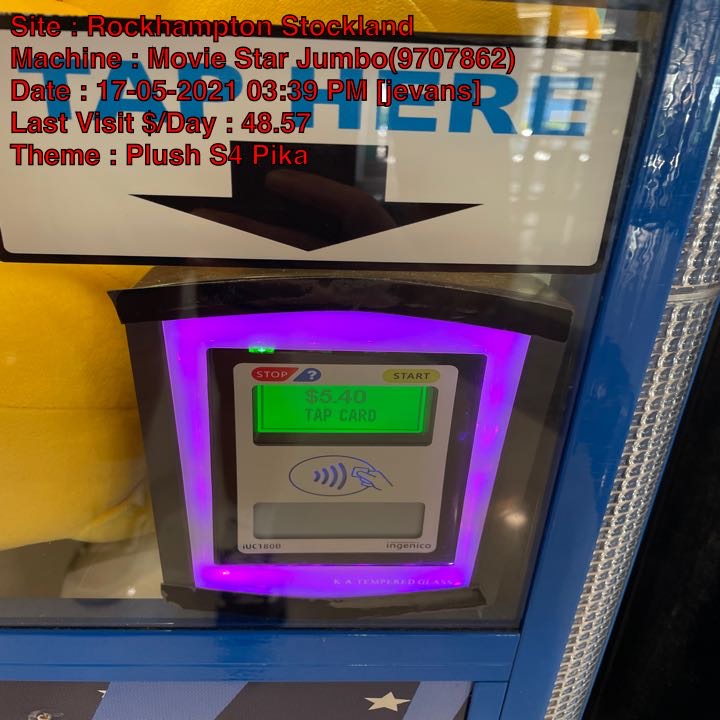 Site : Rockhampton Stockland
Machine : Movie Star Jumbo(9707862)
Date : 17-05-2021 03:39 PM [jevans]
Last Visit $/Day : 48.57
Theme : Plush S4 Pika
TAP HERE
STOP ? START
$5.40
TAP CARD
iUC180B ingenico
K.A. TEMPERED GLASS